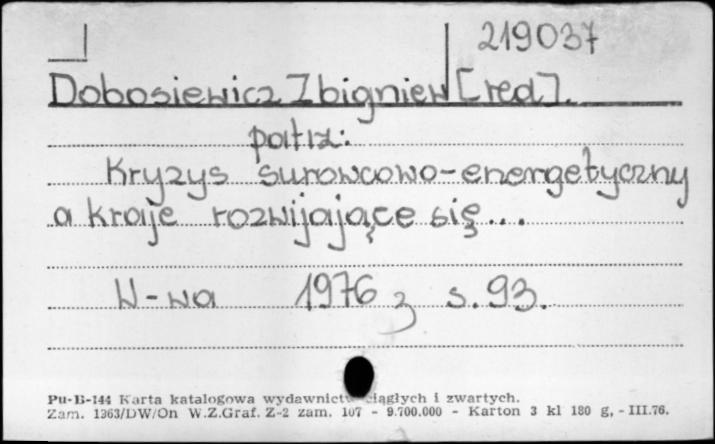 219037
Dobosiewicz Zbigniew [red].
patrz:
Kryzys surowcowo-energetyczny
a kraje rozwijające się...
W-wa 1976 s. 93.
Pu-B-144 Karta katalogowa wydawnictw ciągłych i zwartych.
Zam. 1363/DW/On W.Z.Graf. Z-2 zam. 107 - 9.700.000 - Karton 3 kl 180 g, - III.76.